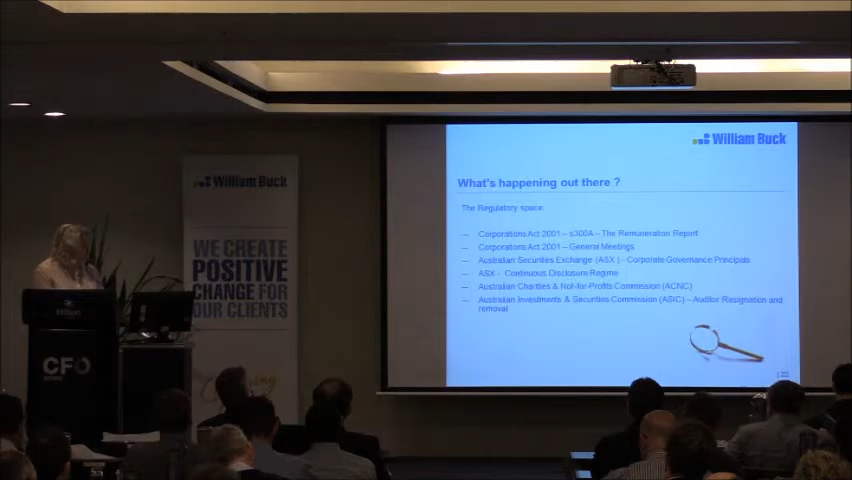 William Buck
What's happening out there ?
The Regulatory space:
— Corporations Act 2001 – s300A – The Remuneration Report
— Corporations Act 2001 – General Meetings
— Australian Securities Exchange (ASX ) – Corporate Governance Principals
— ASX - Continuous Disclosure Regime
— Australian Charities & Not-for-Profits Commission (ACNC)
— Australian Investments & Securities Commission (ASIC) – Auditor Resignation and
removal
William Buck
WE CREATE
POSITIVE
CHANGE FOR
OUR CLIENTS
Hilton
CFO